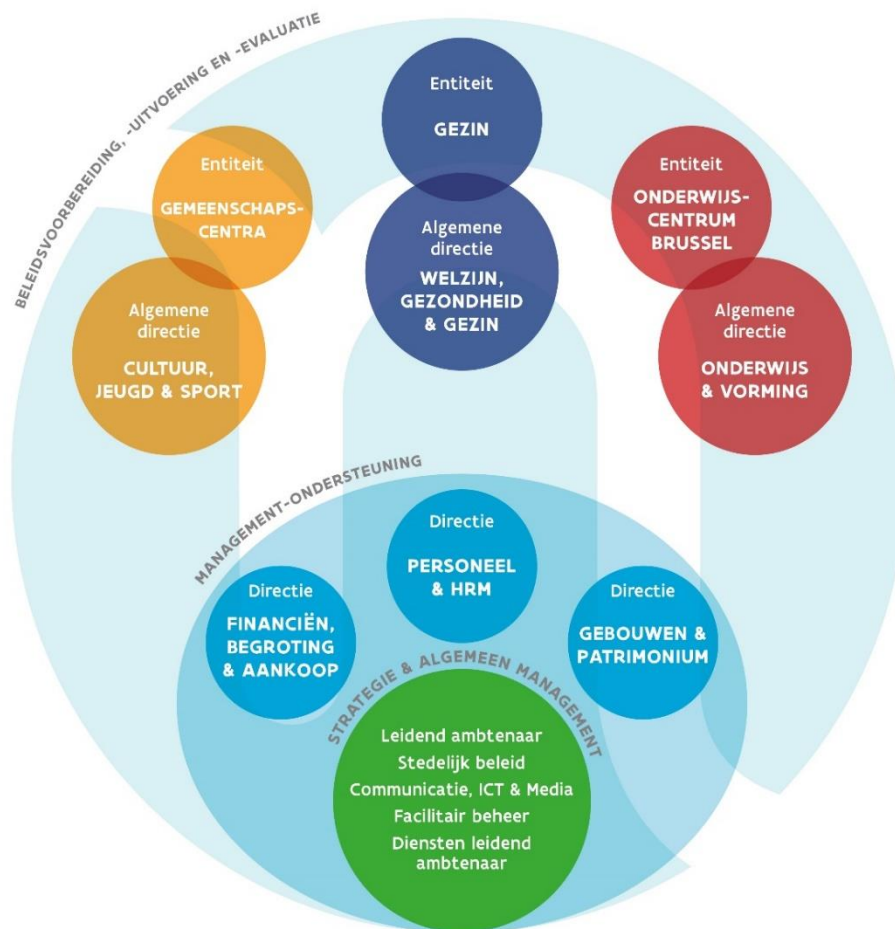 BELEIDSVOORBEREIDING, -UITVOERING EN -EVALUATIE
Entiteit
GEZIN
Entiteit
GEMEENSCHAPS-
CENTRA
Entiteit
ONDERWIJS-
CENTRUM
BRUSSEL
Algemene
directie
WELZIJN,
GEZONDHEID
& GEZIN
Algemene
directie
CULTUUR,
JEUGD & SPORT
Algemene
directie
ONDERWIJS
& VORMING
MANAGEMENT-ONDERSTEUNING
Directie
PERSONEEL
& HRM
Directie
FINANCIËN,
BEGROTING
& AANKOOP
Directie
GEBOUWEN &
PATRIMONIUM
STRATEGIE & ALGEMEEN MANAGEMENT
Leidend ambtenaar
Stedelijk beleid
Communicatie, ICT & Media
Facilitair beheer
Diensten leidend
ambtenaar